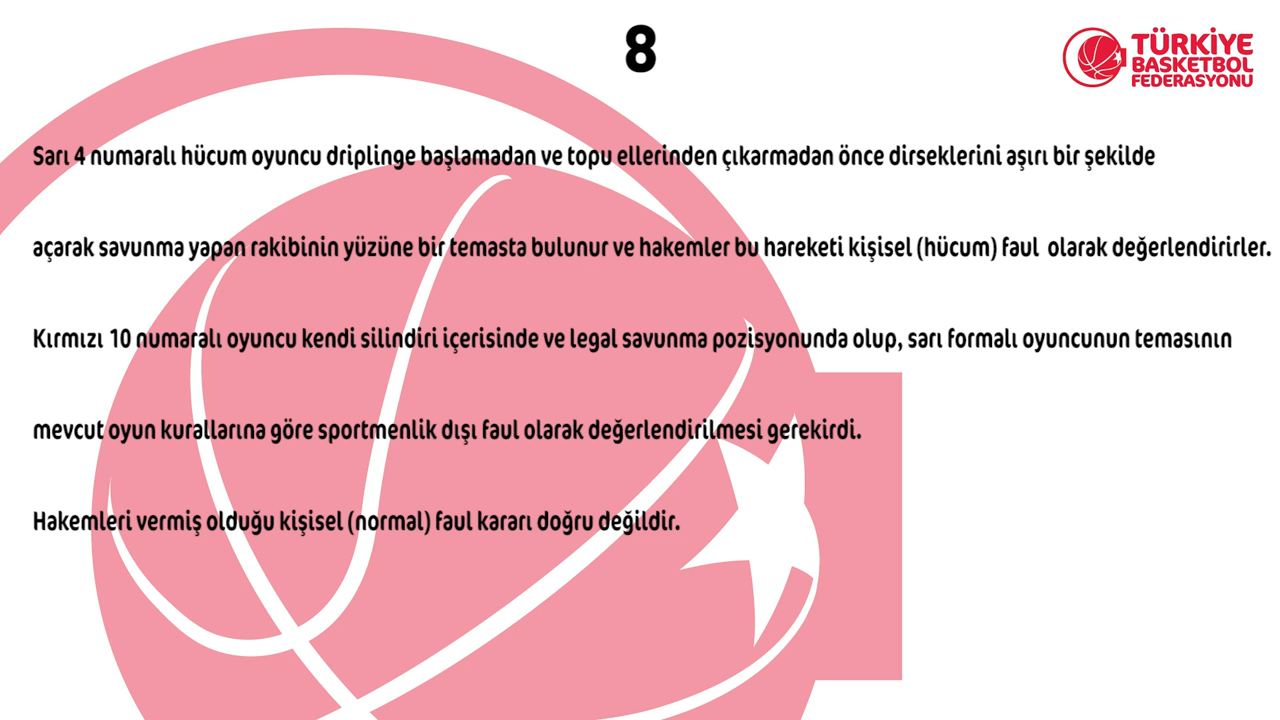 8
TÜRKİYE
BASKETBOL
FEDERASYONU
Sarı 4 numaralı hücum oyuncu driplinge başlamadan ve topu ellerinden çıkarmadan önce dirseklerini aşırı bir şekilde
açarak savunma yapan rakibinin yüzüne bir temasta bulunur ve hakemler bu hareketi kişisel (hücum) faul olarak değerlendirirler.
Kırmızı 10 numaralı oyuncu kendi silindiri içerisinde ve legal savunma pozisyonunda olup, sarı formalı oyuncunun temasının
mevcut oyun kurallarına göre sportmenlik dışı faul olarak değerlendirilmesi gerekirdi.
Hakemleri vermiş olduğu kişisel (normal) faul kararı doğru değildir.